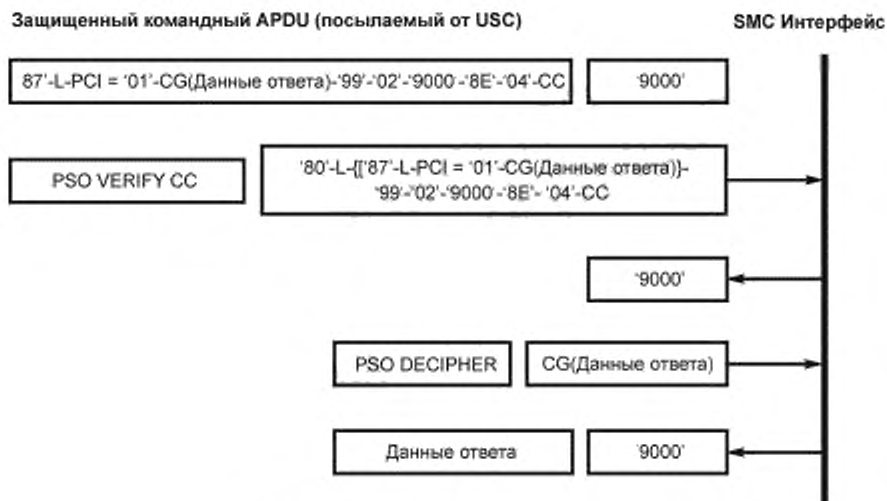 Защищенный командный APDU (посылаемый от USC) SMC Интерфейс
87'-L-PCI = '01'-CG(Данные ответа)-'99'-'02'-'9000'-'8E'-'04'-CC '9000'
PSO VERIFY CC '80'-L-{['87'-L-PCI = '01'-CG(Данные ответа)}-
'99'-'02'-'9000'-'8E'- '04'-CC
'9000'
PSO DECIPHER CG(Данные ответа)
Данные ответа '9000'